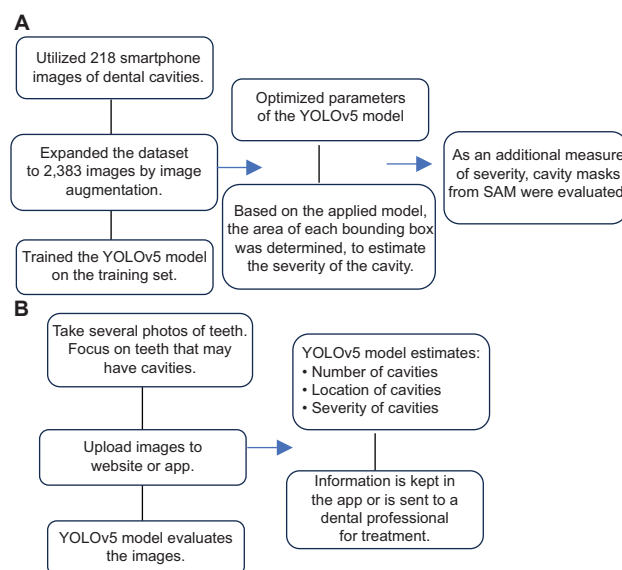 A
Utilized 218 smartphone
images of dental cavities.
Expanded the dataset
to 2,383 images by image
augmentation.
Trained the YOLOv5 model
on the training set.
Optimized parameters
of the YOLOv5 model
Based on the applied model,
the area of each bounding box
was determined, to estimate
the severity of the cavity.
As an additional measure
of severity, cavity masks
from SAM were evaluated.
B
Take several photos of teeth.
Focus on teeth that may
have cavities.
Upload images to
website or app.
YOLOv5 model evaluates
the images.
YOLOv5 model estimates:
• Number of cavities
• Location of cavities
• Severity of cavities
Information is kept in
the app or is sent to a
dental professional
for treatment.